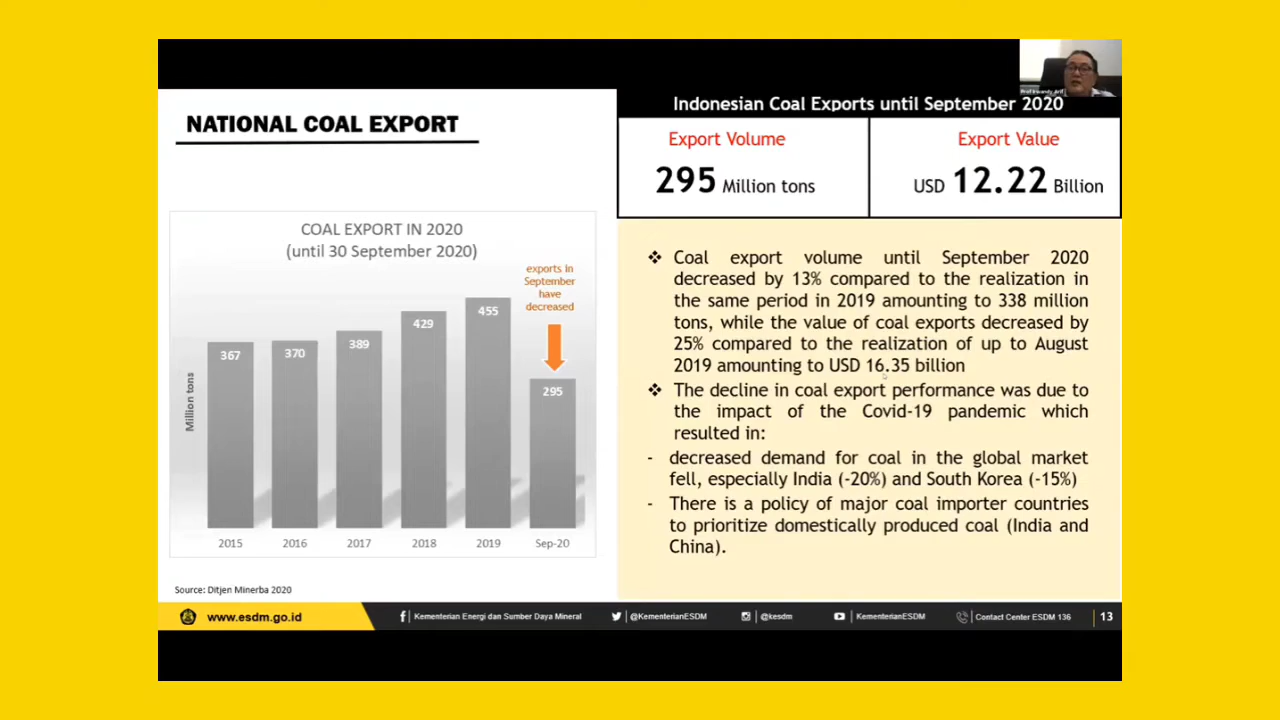 NATIONAL COAL EXPORT
COAL EXPORT IN 2020
(until 30 September 2020)
exports in
September
have
decreased
Million tons
367
370
389
429
455
295
2015
2016
2017
2018
2019
Sep-20
Source: Ditjen Minerba 2020
Indonesian Coal Exports until September 2020
Export Volume
295 Million tons
Export Value
USD 12.22 Billion
❖ Coal export volume until September 2020
decreased by 13% compared to the realization in
the same period in 2019 amounting to 338 million
tons, while the value of coal exports decreased by
25% compared to the realization of up to August
2019 amounting to USD 16.35 billion
❖ The decline in coal export performance was due to
the impact of the Covid-19 pandemic which
resulted in:
- decreased demand for coal in the global market
fell, especially India (-20%) and South Korea (-15%)
- There is a policy of major coal importer countries
to prioritize domestically produced coal (India and
China).
www.esdm.go.id
Kementerian Energi dan Sumber Daya Mineral
@KementerianESDM
@kesdm
KementerianESDM
Contact Center ESDM 136
13